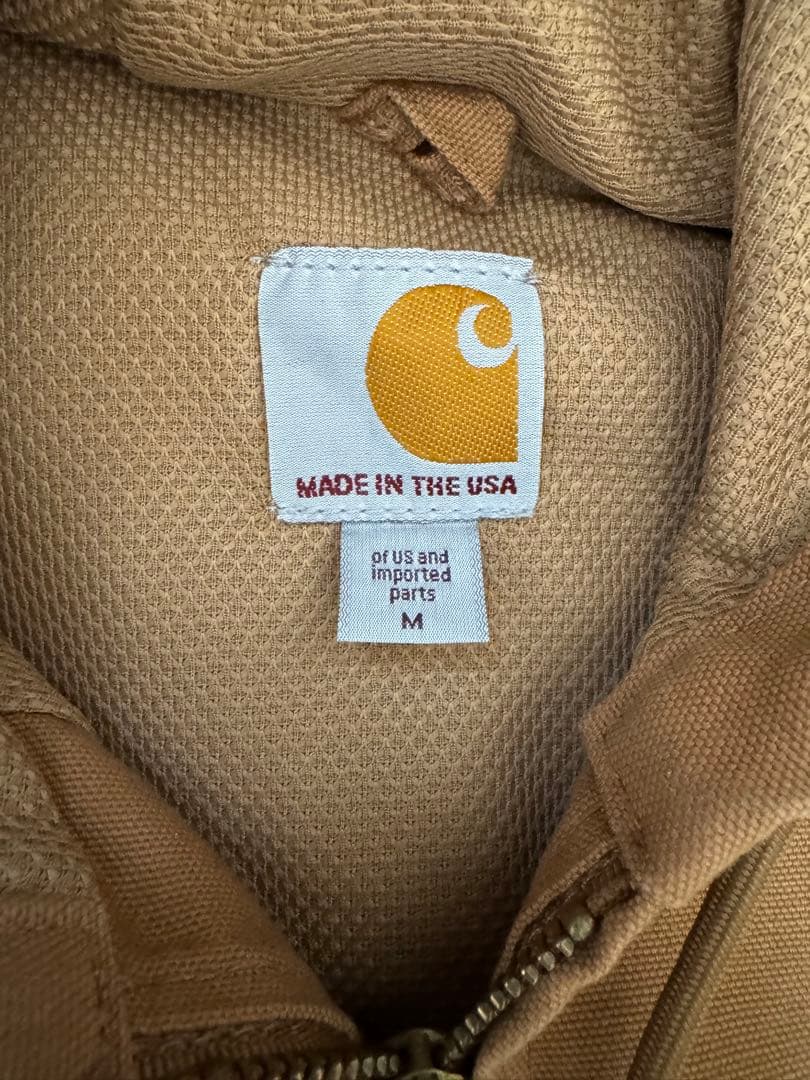 MADE IN THE USA
of US and
imported
parts
M